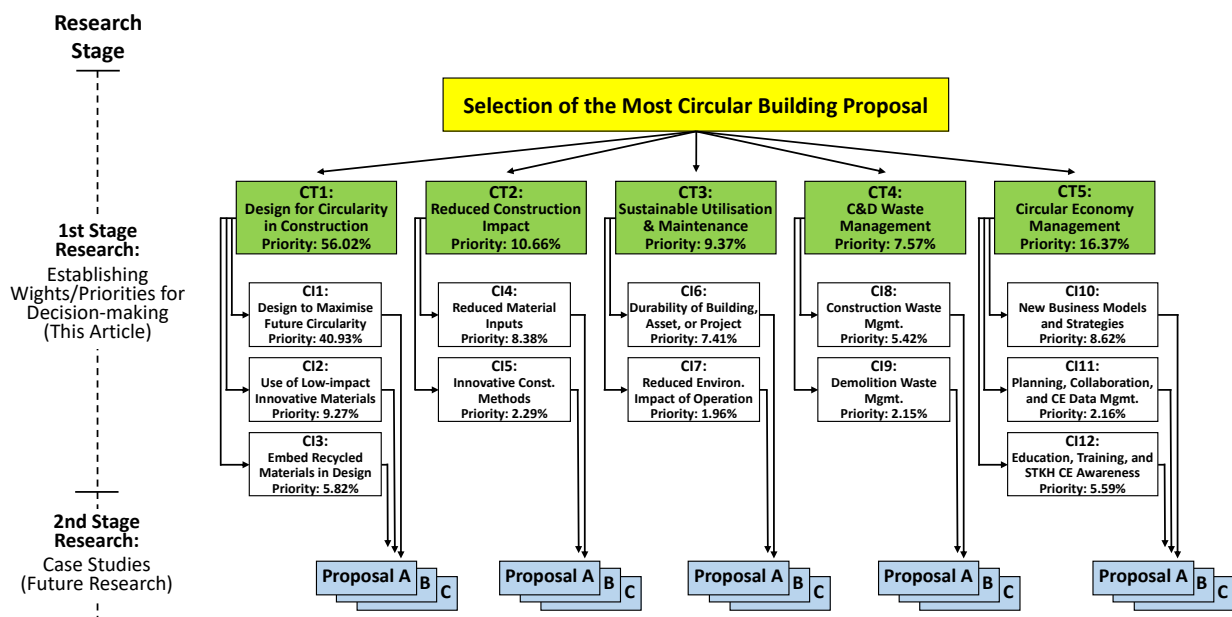 Research
Stage
Selection of the Most Circular Building Proposal
CT1:
Design for Circularity
in Construction
Priority: 56.02%
CT2:
Reduced Construction
Impact
Priority: 10.66%
CT3:
Sustainable Utilisation
& Maintenance
Priority: 9.37%
CT4:
C&D Waste
Management
Priority: 7.57%
CT5:
Circular Economy
Management
Priority: 16.37%
1st Stage
Research:
Establishing
Wights/Priorities for
Decision-making
(This Article)
CI1:
Design to Maximise
Future Circularity
Priority: 40.93%
CI2:
Use of Low-impact
Innovative Materials
Priority: 9.27%
CI3:
Embed Recycled
Materials in Design
Priority: 5.82%
CI4:
Reduced Material
Inputs
Priority: 8.38%
CI5:
Innovative Const.
Methods
Priority: 2.29%
CI6:
Durability of Building,
Asset, or Project
Priority: 7.41%
CI7:
Reduced Environ.
Impact of Operation
Priority: 1.96%
CI8:
Construction Waste
Mgmt.
Priority: 5.42%
CI9:
Demolition Waste
Mgmt.
Priority: 2.15%
CI10:
New Business Models
and Strategies
Priority: 8.62%
CI11:
Planning, Collaboration,
and CE Data Mgmt.
Priority: 2.16%
CI12:
Education, Training, and
STKH CE Awareness
Priority: 5.59%
2nd Stage
Research:
Case Studies
(Future Research)
Proposal A
B
C
Proposal A
B
C
Proposal A
B
C
Proposal A
B
C
Proposal A
B
C